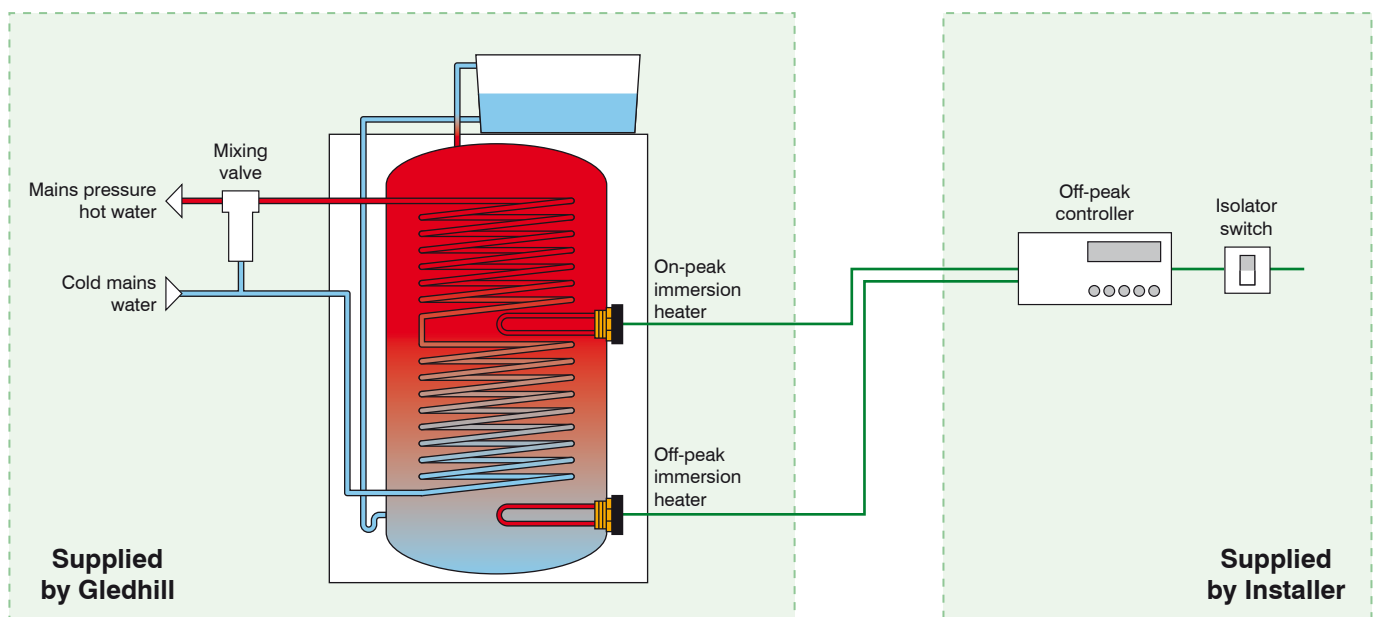 Mixing
valve
Mains pressure
hot water
Cold mains
water
On-peak
immersion
heater
Off-peak
immersion
heater
Supplied
by Gledhill
Off-peak
controller
Isolator
switch
Supplied
by Installer